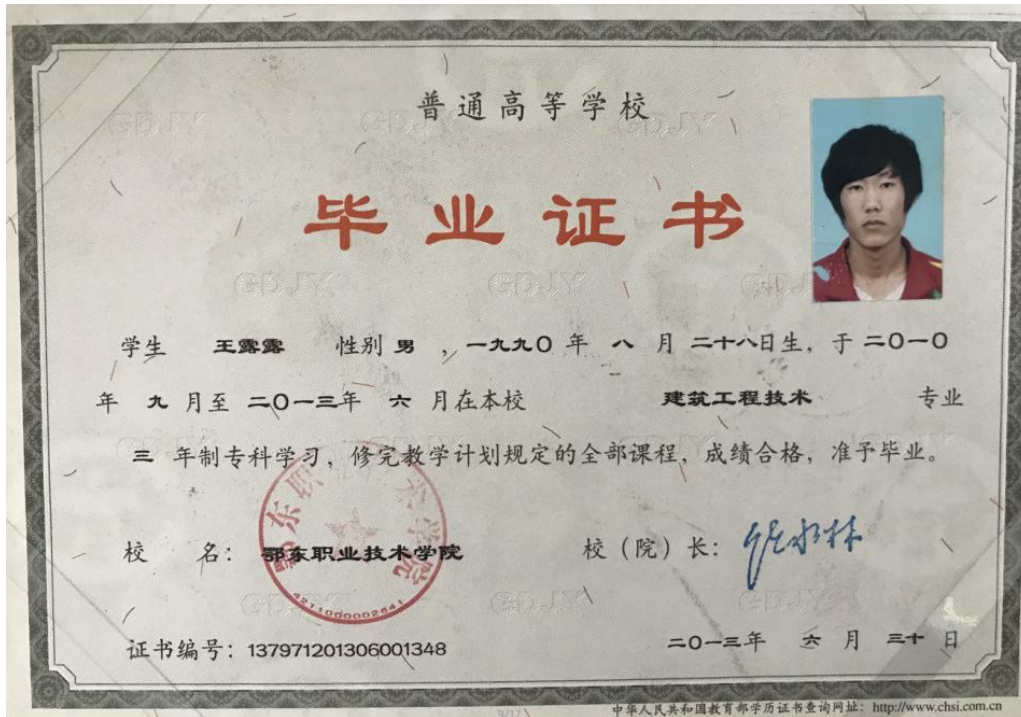 普通高等学校
毕业证书
学生 王露露 性别 男 ,一九九〇 年 八 月 二十八日生, 于 二〇一〇
年 九 月至 二〇一三年 六 月在本校 建筑工程技术 专业
三 年制专科学习, 修完教学计划规定的全部课程, 成绩合格, 准予毕业。
校 名: 鄂东职业技术学院 校(院)长:
4211000002641
证书编号: 137971201306001348 二〇一三年 六 月 三十 日
中华人民共和国教育部学历证书查询网址: http://www.chsi.com.cn